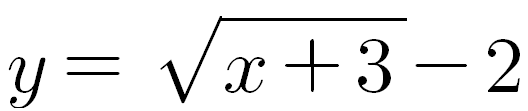 y = √(x + 3) − 2